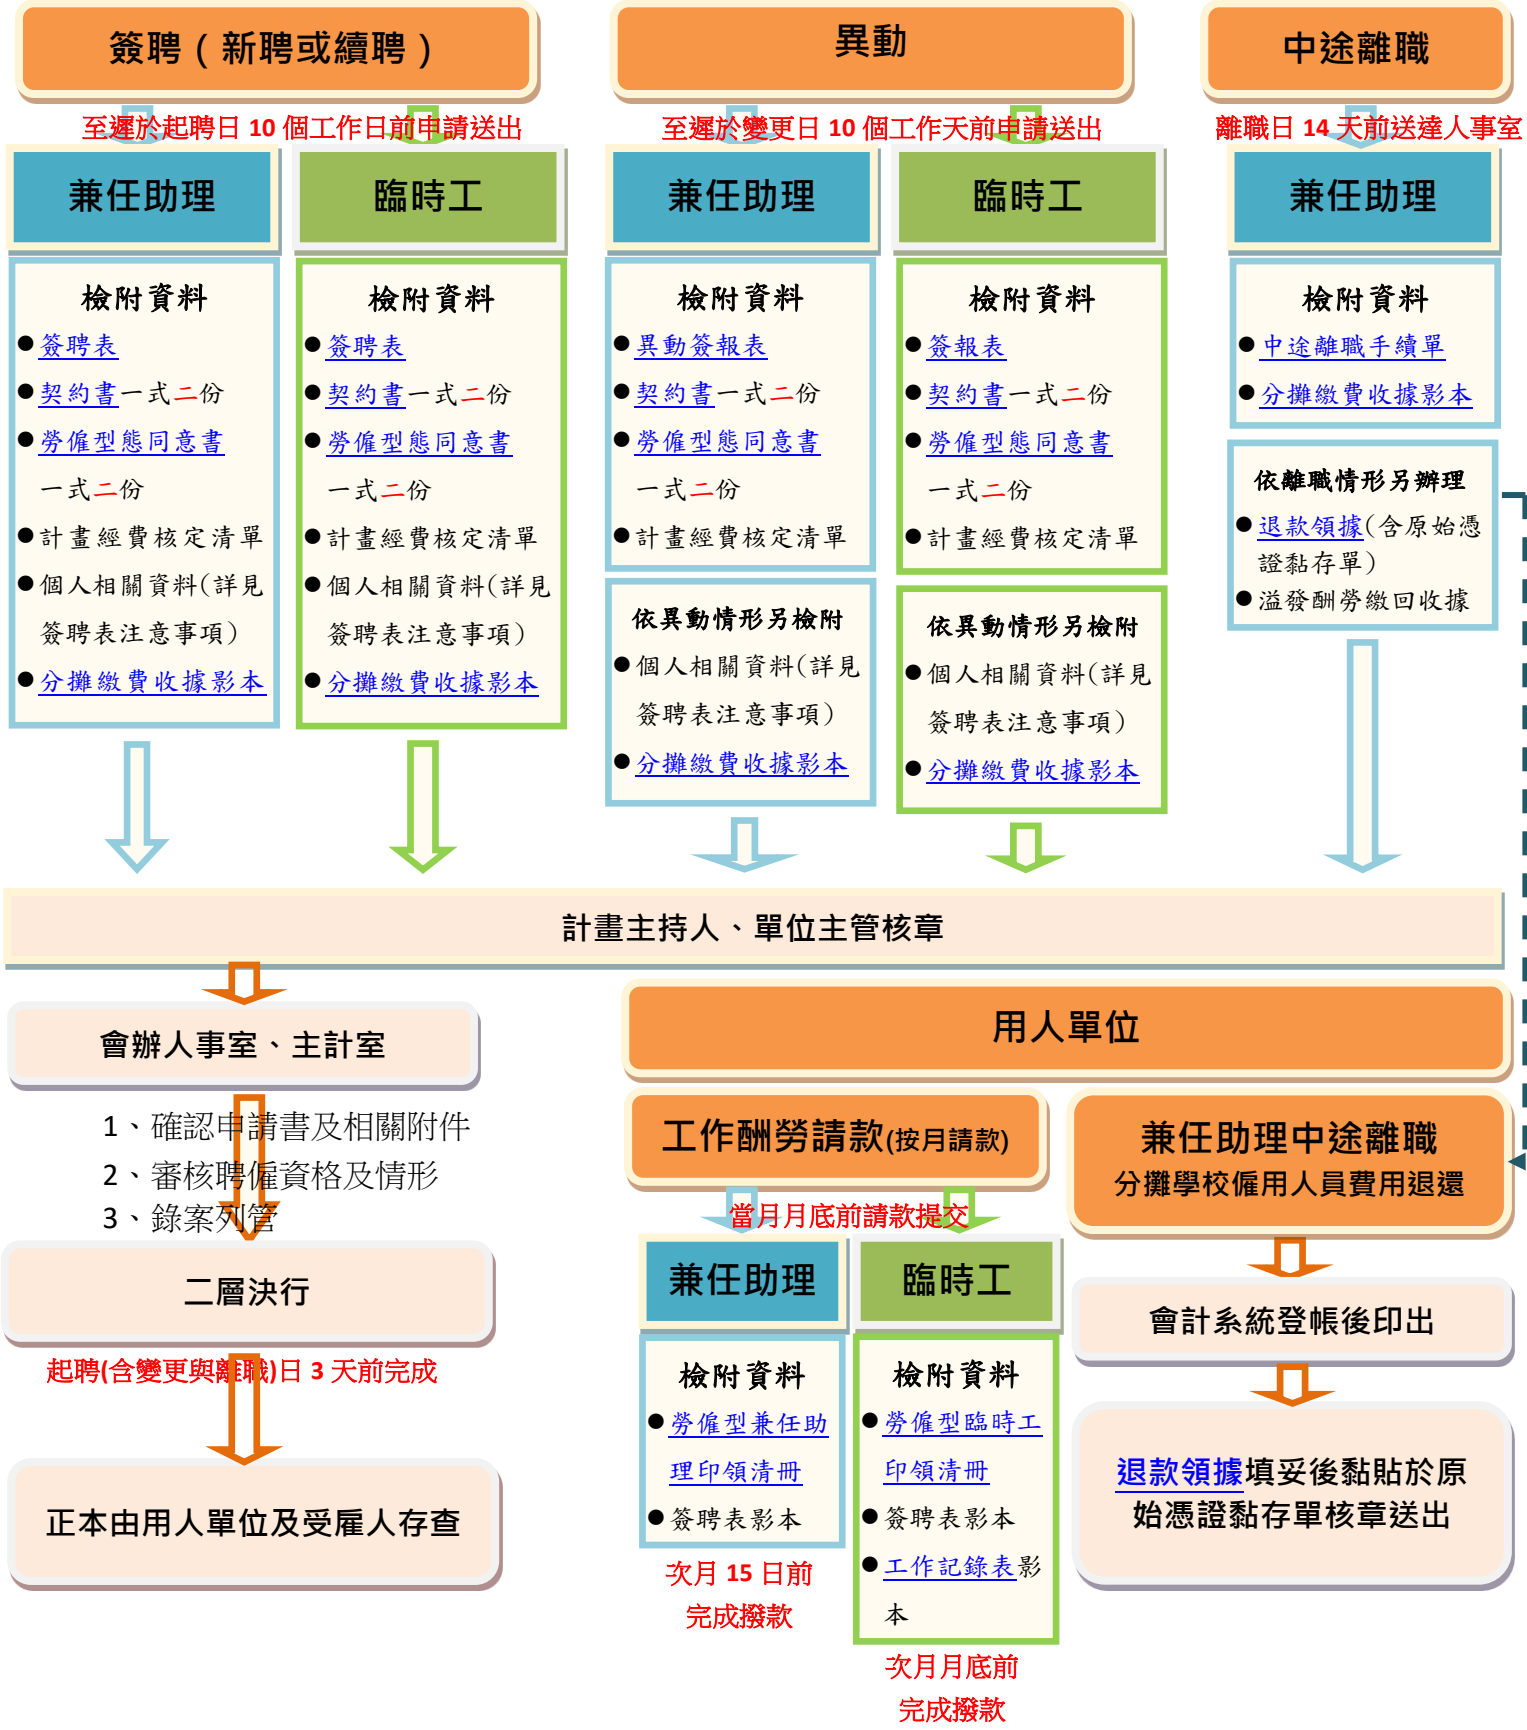 簽聘（新聘或續聘）
至遲於起聘日 10 個工作日前申請送出
兼任助理
檢附資料
●簽聘表
●契約書一式二份
●勞僱型態同意書
一式二份
●計畫經費核定清單
●個人相關資料(詳見
簽聘表注意事項)
●分攤繳費收據影本
臨時工
檢附資料
●簽聘表
●契約書一式二份
●勞僱型態同意書
一式二份
●計畫經費核定清單
●個人相關資料(詳見
簽聘表注意事項)
●分攤繳費收據影本
異動
至遲於變更日 10 個工作天前申請送出
兼任助理
檢附資料
●異動簽報表
●契約書一式二份
●勞僱型態同意書
一式二份
●計畫經費核定清單
依異動情形另檢附
●個人相關資料(詳見
簽聘表注意事項)
●分攤繳費收據影本
臨時工
檢附資料
●簽報表
●契約書一式二份
●勞僱型態同意書
一式二份
●計畫經費核定清單
依異動情形另檢附
●個人相關資料(詳見
簽聘表注意事項)
●分攤繳費收據影本
中途離職
離職日 14 天前送達人事室
兼任助理
檢附資料
●中途離職手續單
●分攤繳費收據影本
依離職情形另辦理
●退款領據(含原始憑
證黏存單)
●溢發酬勞繳回收據
計畫主持人、單位主管核章
會辦人事室、主計室
1、確認申請書及相關附件
2、審核聘僱資格及情形
3、錄案列管
二層決行
起聘(含變更與離職)日 3 天前完成
正本由用人單位及受雇人存查
用人單位
工作酬勞請款(按月請款)
當月月底前請款提交
兼任助理
檢附資料
●勞僱型兼任助
理印領清冊
●簽聘表影本
次月 15 日前
完成撥款
臨時工
檢附資料
●勞僱型臨時工
印領清冊
●簽聘表影本
●工作記錄表影
本
次月月底前
完成撥款
兼任助理中途離職
分攤學校僱用人員費用退還
會計系統登帳後印出
退款領據填妥後黏貼於原
始憑證黏存單核章送出